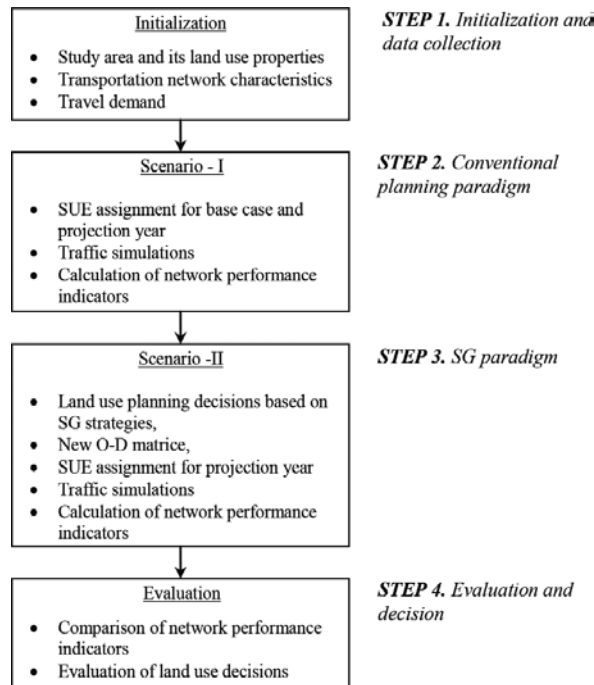 Initialization
• Study area and its land use properties
• Transportation network characteristics
• Travel demand
STEP 1. Initialization and
data collection
Scenario - I
• SUE assignment for base case and
projection year
• Traffic simulations
• Calculation of network performance
indicators
STEP 2. Conventional
planning paradigm
Scenario -II
• Land use planning decisions based on
SG strategies,
• New O-D matrice,
• SUE assignment for projection year
• Traffic simulations
• Calculation of network performance
indicators
STEP 3. SG paradigm
Evaluation
• Comparison of network performance
indicators
• Evaluation of land use decisions
STEP 4. Evaluation and
decision